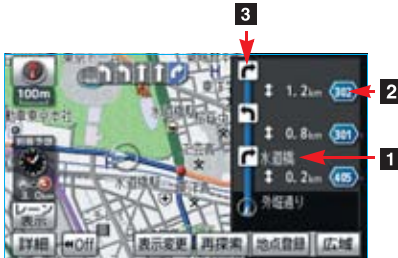 3
100m
1.2km 302
2
0.8km 301
水道橋
1
0.2km 405
外堀通り
レーン
表示
詳細
◀◀Off
表示変更
再探索
地点登録
広域